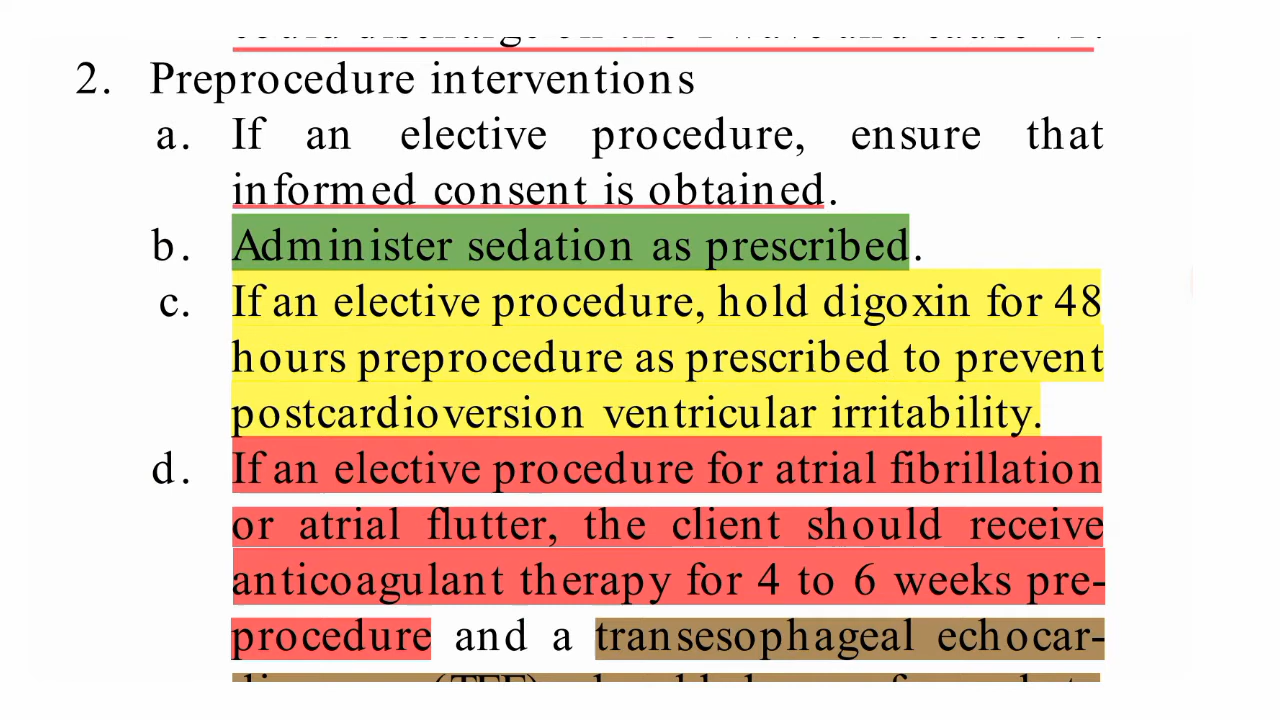 2. Preprocedure interventions
a. If an elective procedure, ensure that
informed consent is obtained.
b. Administer sedation as prescribed.
c. If an elective procedure, hold digoxin for 48
hours preprocedure as prescribed to prevent
postcardioversion ventricular irritability.
d. If an elective procedure for atrial fibrillation
or atrial flutter, the client should receive
anticoagulant therapy for 4 to 6 weeks pre-
procedure and a transesophageal echocar-